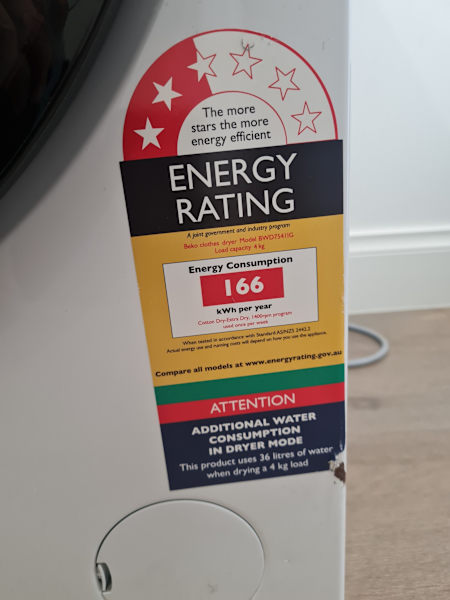 The more
stars the more
energy efficient
ENERGY
RATING
A joint government and industry program
Beko clothes dryer Model BWD7541IG
Load capacity 4 kg
Energy Consumption
166
kWh per year
Cotton Dry-Extra Dry, 1400rpm program
used once per week
When tested in accordance with Standard AS/NZS 2442.2
Actual energy use and running costs will depend on how you use the appliance.
Compare all models at www.energyrating.gov.au
ATTENTION
ADDITIONAL WATER
CONSUMPTION
IN DRYER MODE
This product uses 36 litres of water
when drying a 4 kg load